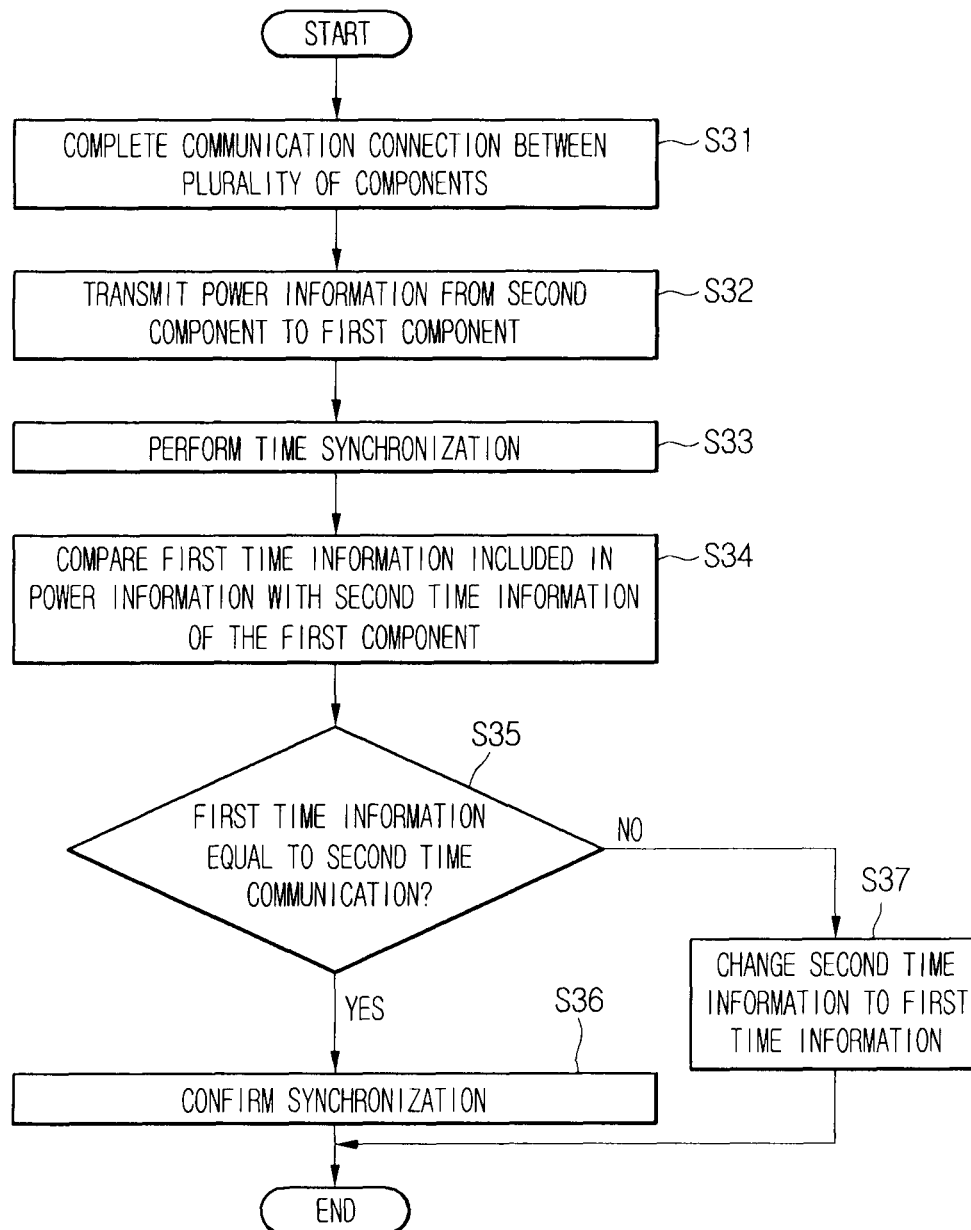 START
COMPLETE COMMUNICATION CONNECTION BETWEEN
PLURALITY OF COMPONENTS
S31
TRANSMIT POWER INFORMATION FROM SECOND
COMPONENT TO FIRST COMPONENT
S32
PERFORM TIME SYNCHRONIZATION
S33
COMPARE FIRST TIME INFORMATION INCLUDED IN
POWER INFORMATION WITH SECOND TIME INFORMATION
OF THE FIRST COMPONENT
S34
S35
FIRST TIME INFORMATION
EQUAL TO SECOND TIME
COMMUNICATION?
NO
S37
CHANGE SECOND TIME
INFORMATION TO FIRST
TIME INFORMATION
YES
S36
CONFIRM SYNCHRONIZATION
END